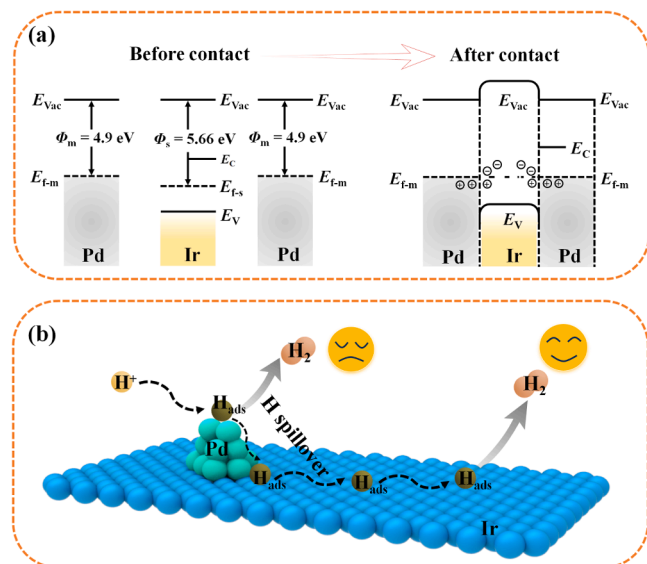 (a)
Before contact
After contact
E_Vac E_Vac E_Vac E_Vac E_Vac E_Vac
Φ_m = 4.9 eV Φ_s = 5.66 eV Φ_m = 4.9 eV
E_C E_C
E_f-m E_f-s E_f-m E_f-m E_f-m
E_V E_V
Pd Ir Pd Pd Ir Pd
(b)
H_2 H_2
H⁺
H_ads
H spillover
Pd
H_ads H_ads H_ads
Ir